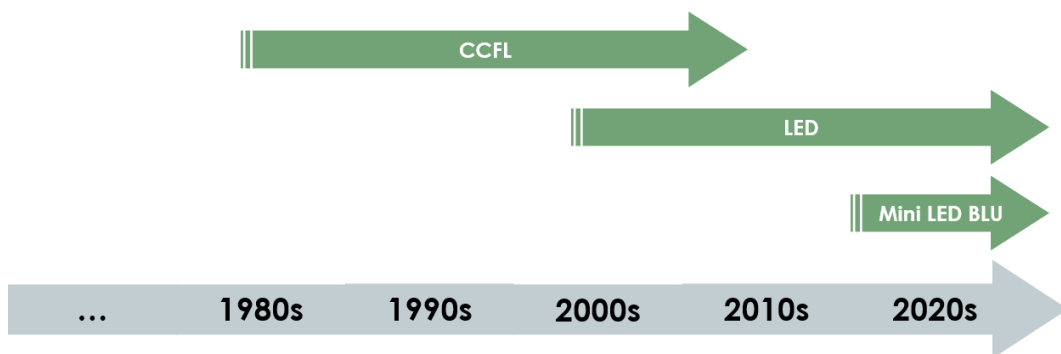 CCFL
LED
Mini LED BLU
... 1980s 1990s 2000s 2010s 2020s